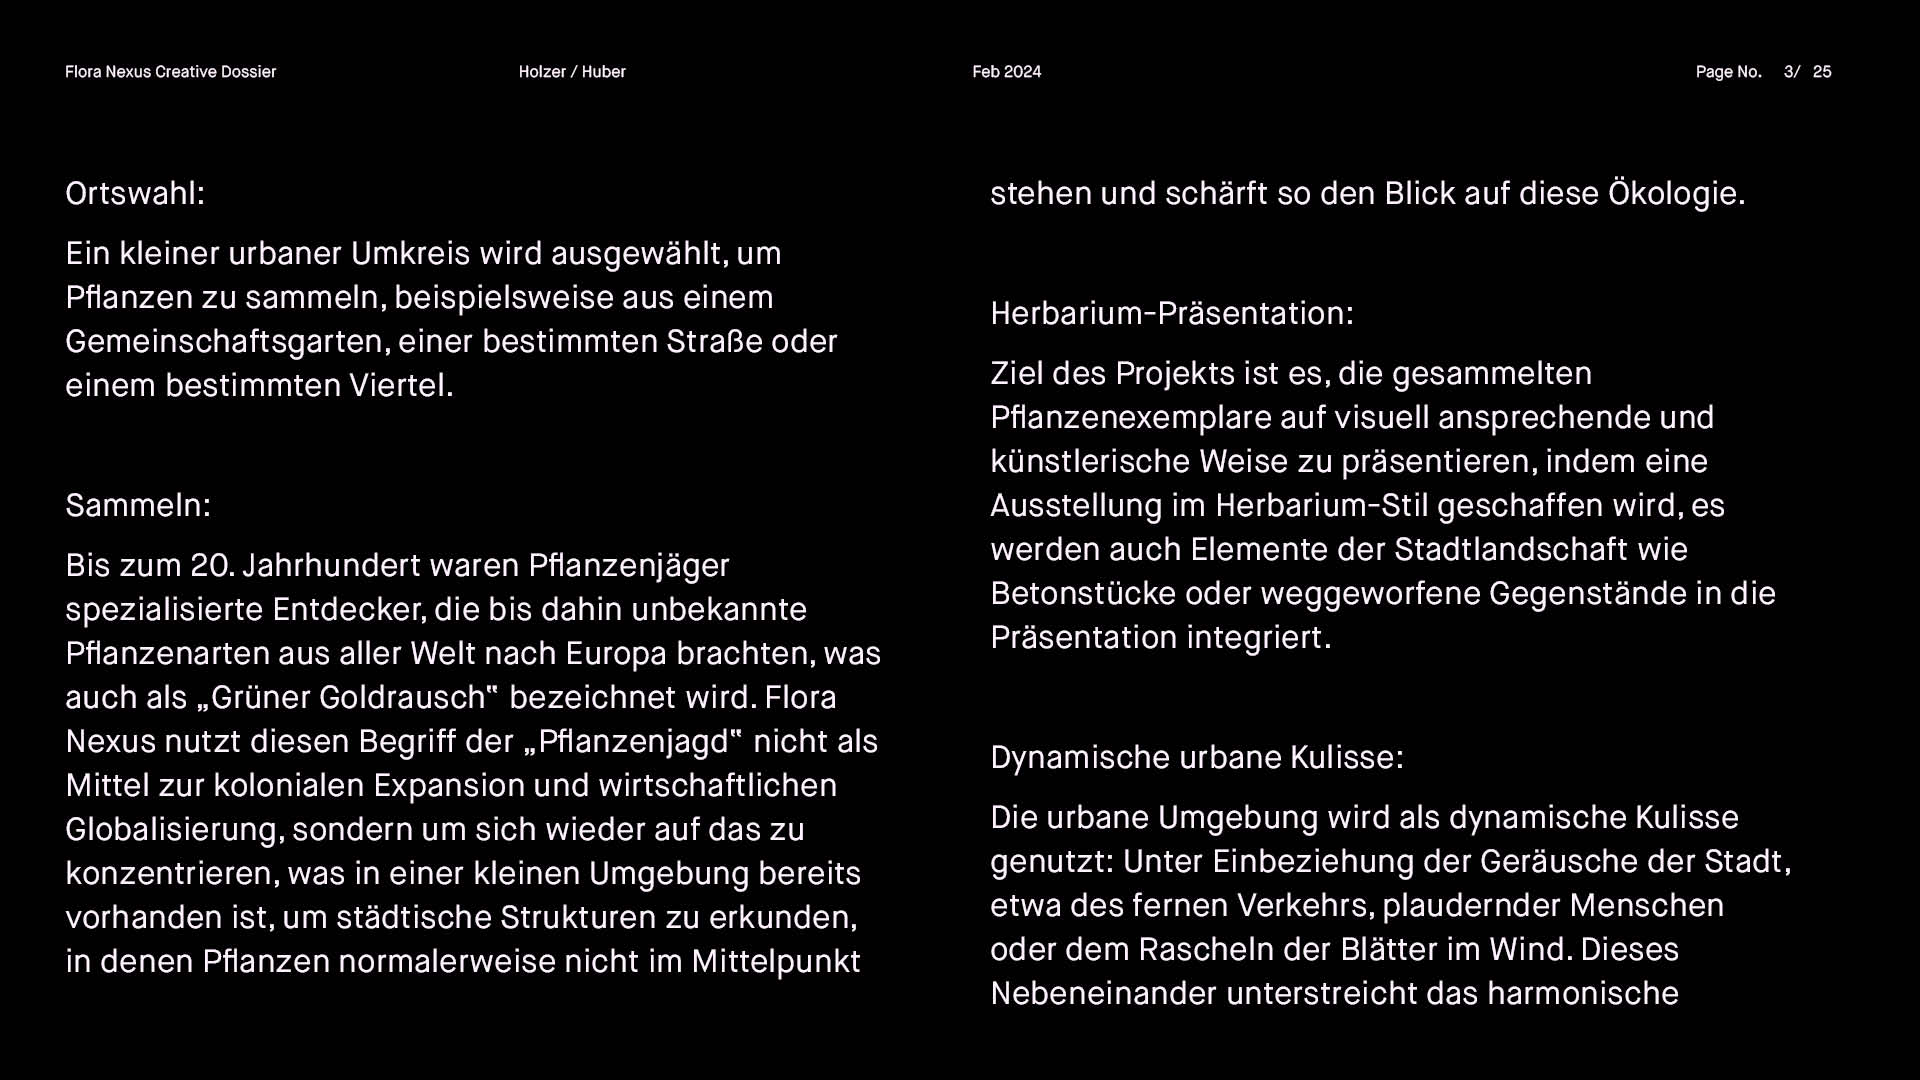 Flora Nexus Creative Dossier
Holzer / Huber
Feb 2024
Page No. 3/ 25
Ortswahl:
Ein kleiner urbaner Umkreis wird ausgewählt, um
Pflanzen zu sammeln, beispielsweise aus einem
Gemeinschaftsgarten, einer bestimmten Straße oder
einem bestimmten Viertel.
Sammeln:
Bis zum 20. Jahrhundert waren Pflanzenjäger
spezialisierte Entdecker, die bis dahin unbekannte
Pflanzenarten aus aller Welt nach Europa brachten, was
auch als „Grüner Goldrausch‟ bezeichnet wird. Flora
Nexus nutzt diesen Begriff der „Pflanzenjagd‟ nicht als
Mittel zur kolonialen Expansion und wirtschaftlichen
Globalisierung, sondern um sich wieder auf das zu
konzentrieren, was in einer kleinen Umgebung bereits
vorhanden ist, um städtische Strukturen zu erkunden,
in denen Pflanzen normalerweise nicht im Mittelpunkt
stehen und schärft so den Blick auf diese Ökologie.
Herbarium-Präsentation:
Ziel des Projekts ist es, die gesammelten
Pflanzenexemplare auf visuell ansprechende und
künstlerische Weise zu präsentieren, indem eine
Ausstellung im Herbarium-Stil geschaffen wird, es
werden auch Elemente der Stadtlandschaft wie
Betonstücke oder weggeworfene Gegenstände in die
Präsentation integriert.
Dynamische urbane Kulisse:
Die urbane Umgebung wird als dynamische Kulisse
genutzt: Unter Einbeziehung der Geräusche der Stadt,
etwa des fernen Verkehrs, plaudernder Menschen
oder dem Rascheln der Blätter im Wind. Dieses
Nebeneinander unterstreicht das harmonische